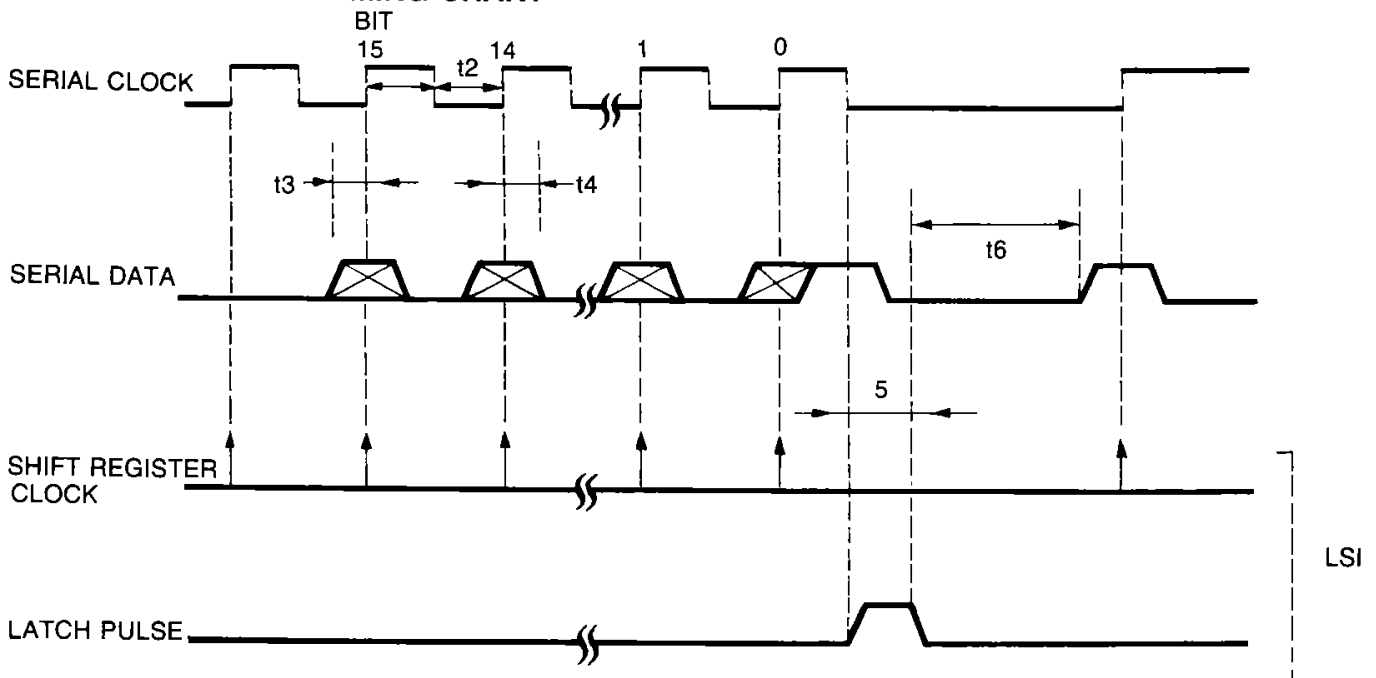 BIT
15 14 1 0
SERIAL CLOCK
t2
t3 t4
SERIAL DATA
t6
5
SHIFT REGISTER
CLOCK
LSI
LATCH PULSE